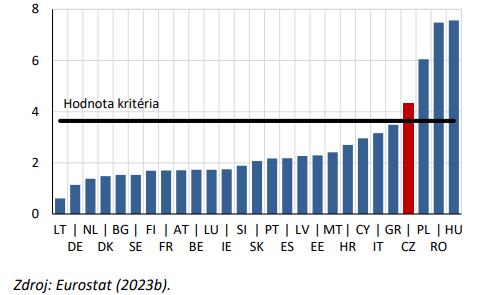 8
6
Hodnota kritéria
4
2
0
LT | NL | BG | FI | AT | LU | SI | PT | LV | MT | CY | GR | PL | HU
DE DK SE FR BE IE SK ES EE HR IT CZ RO
Zdroj: Eurostat (2023b).